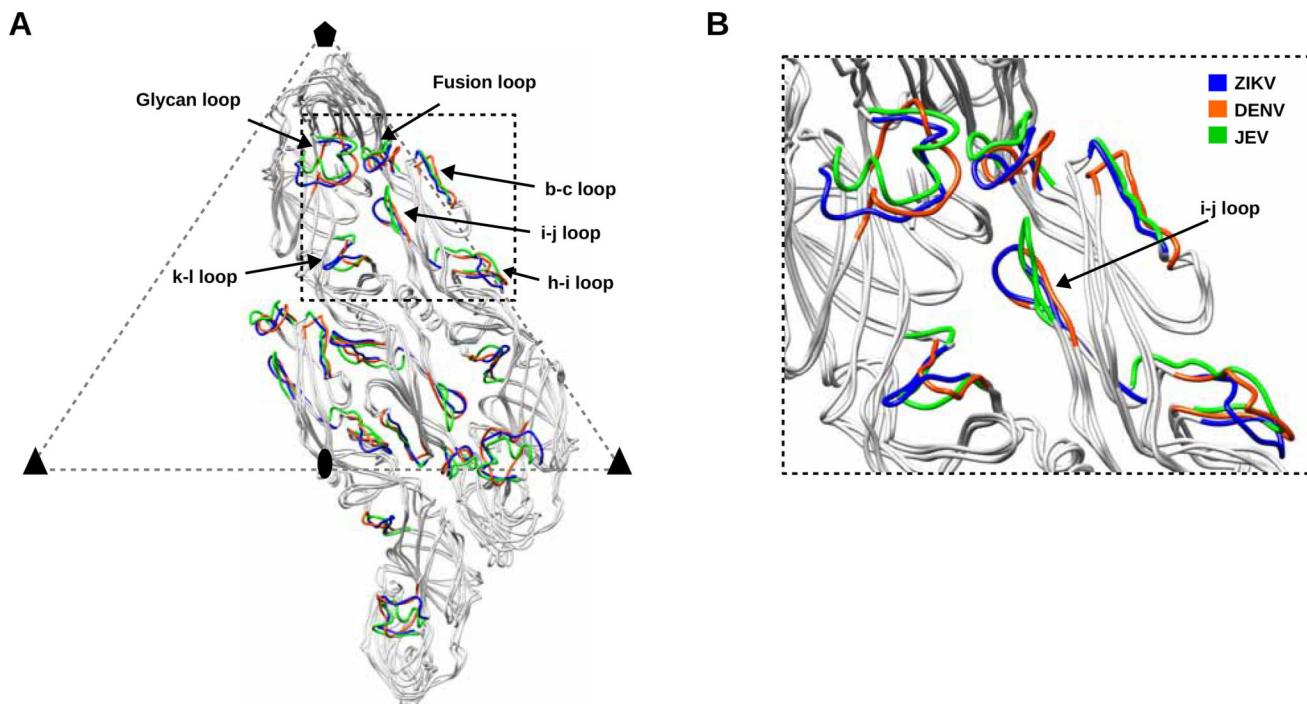 A
Glycan loop
Fusion loop
b-c loop
i-j loop
k-l loop
h-i loop
B
ZIKV
DENV
JEV
i-j loop